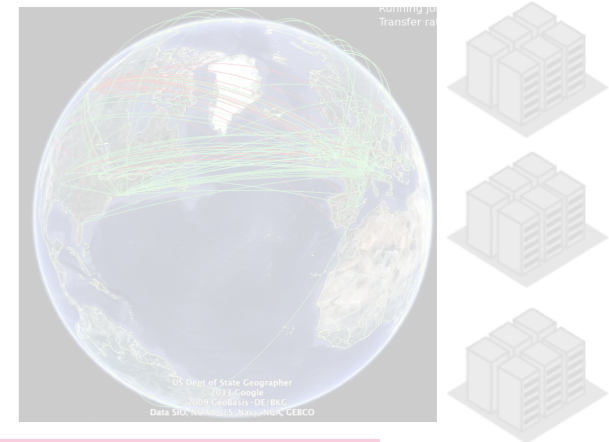 Running jo
Transfer rat
US Dept of State Geographer
© 2013 Google
© 2009 GeoBasis-DE/BKG
Data SIO, NOAA, U.S. Navy, NGA, GEBCO